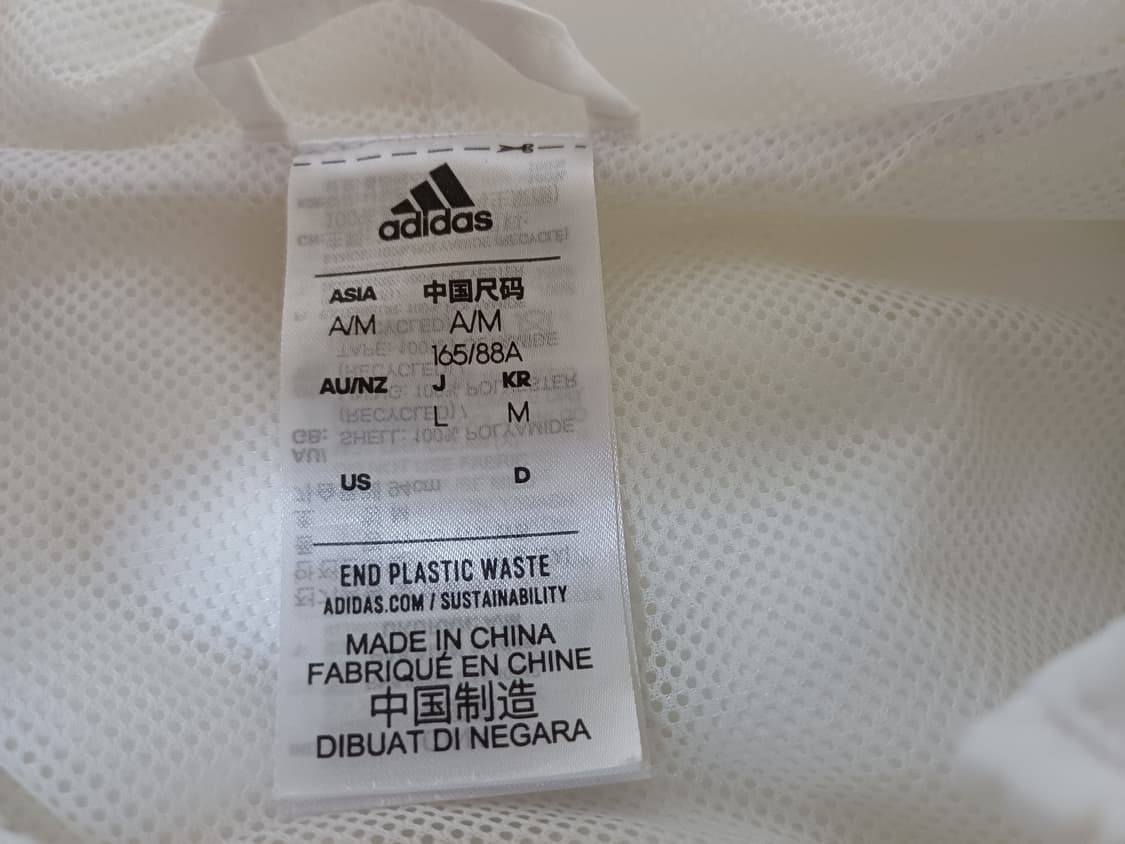 adidas
ASIA 中国尺码
A/M A/M
165/88A
AU/NZ J KR
L M
US D
END PLASTIC WASTE
ADIDAS.COM / SUSTAINABILITY
MADE IN CHINA
FABRIQUÉ EN CHINE
中国制造
DIBUAT DI NEGARA